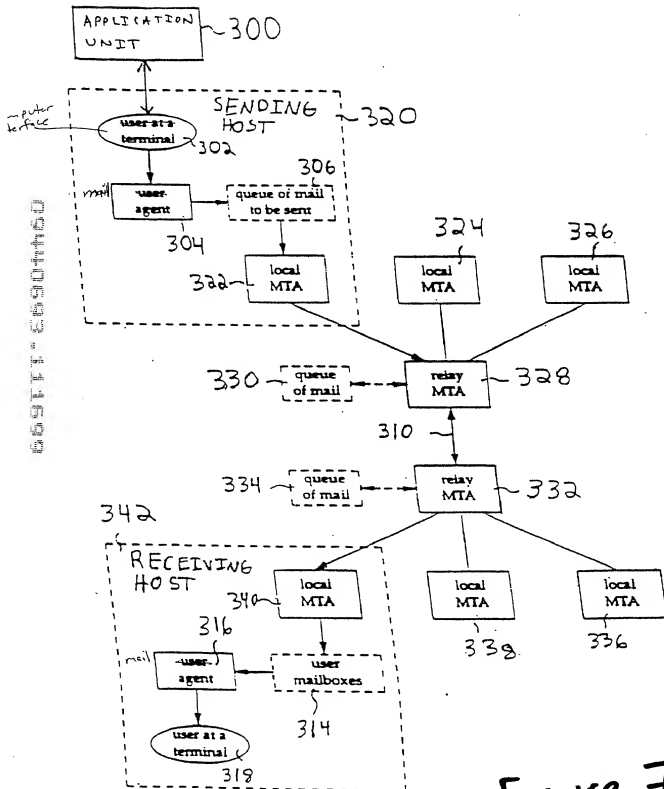 APPLICATION
UNIT
300
SENDING
HOST
320
user at a
terminal
302
mail
user
agent
304
306
queue of mail
to be sent
322
local
MTA
324
local
MTA
326
local
MTA
330
queue
of mail
relay
MTA
328
310
334
queue
of mail
relay
MTA
332
342
RECEIVING
HOST
340
local
MTA
local
MTA
338
local
MTA
336
316
mail
user
agent
user
mailboxes
314
user at a
terminal
318